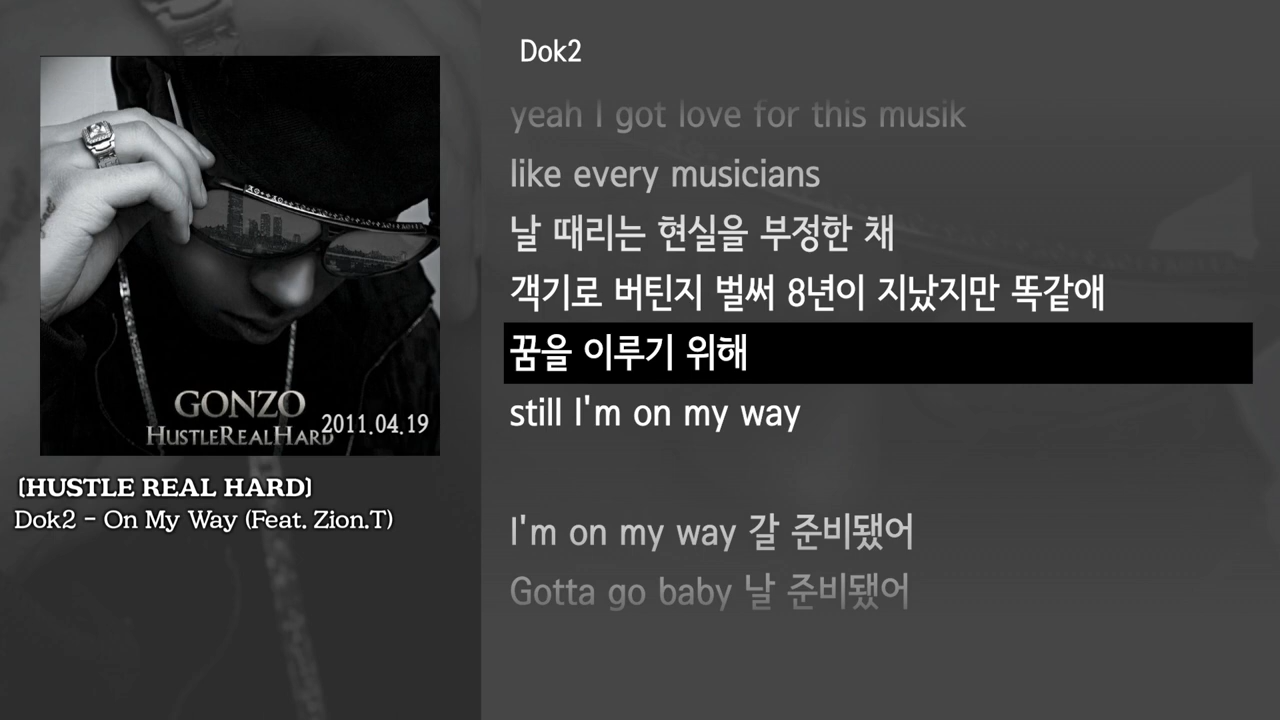 GONZO
HUSTLEREALHARD
2011.04.19
[HUSTLE REAL HARD]
Dok2 - On My Way (Feat. Zion.T)
Dok2
yeah I got love for this musik
like every musicians
날 때리는 현실을 부정한 채
객기로 버틴지 벌써 8년이 지났지만 똑같애
꿈을 이루기 위해
still I'm on my way
I'm on my way 갈 준비됐어
Gotta go baby 날 준비됐어